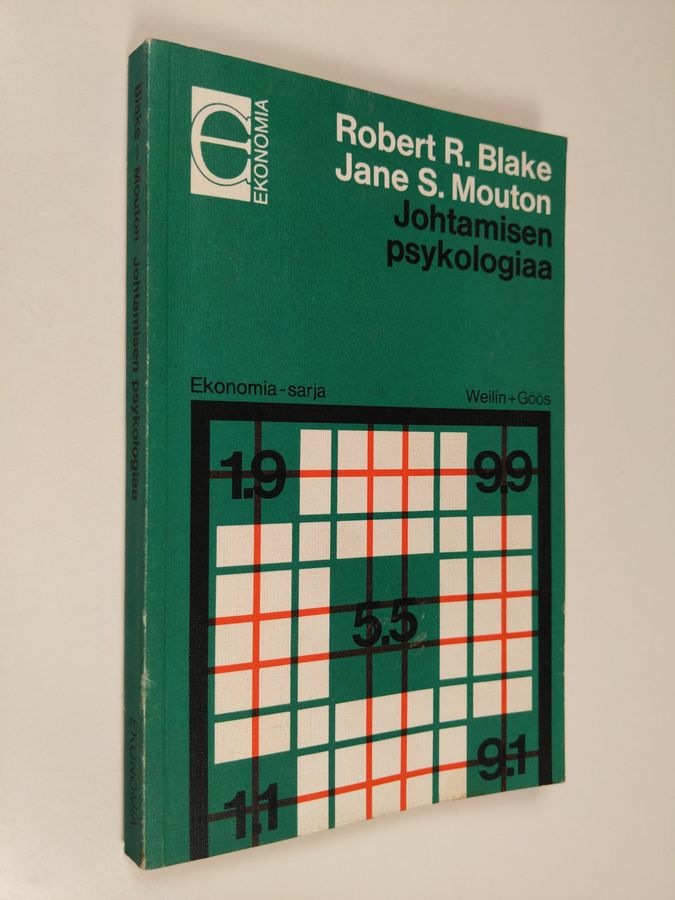 EKONOMIA
Robert R. Blake
Jane S. Mouton
Johtamisen
psykologiaa
Ekonomia-sarja
Weilin+Göös
1.9
9.9
5.5
1.1
9.1
Blake – Mouton Johtamisen psykologiaa
EKONOMIA